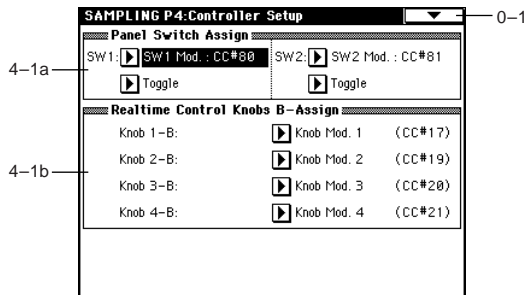 SAMPLING P4:Controller Setup
0–1
Panel Switch Assign
SW1: SW1 Mod. : CC#80 SW2: SW2 Mod. : CC#81
4–1a
Toggle Toggle
Realtime Control Knobs B-Assign
Knob 1-B: Knob Mod. 1 (CC#17)
Knob 2-B: Knob Mod. 2 (CC#19)
4–1b
Knob 3-B: Knob Mod. 3 (CC#20)
Knob 4-B: Knob Mod. 4 (CC#21)